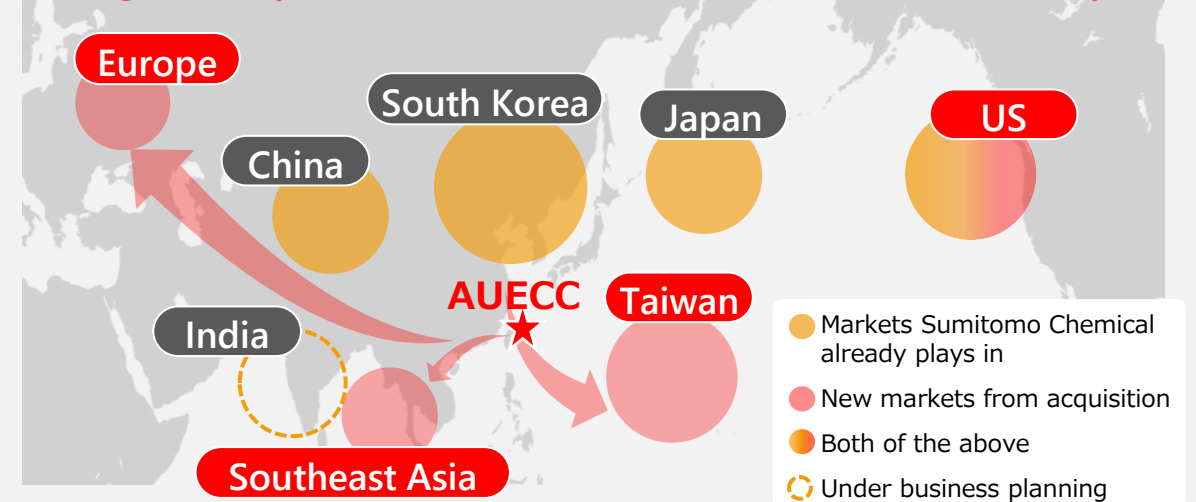 Europe
South Korea
Japan
US
China
AUECC
Taiwan
India
Southeast Asia
Markets Sumitomo Chemical
already plays in
New markets from acquisition
Both of the above
Under business planning